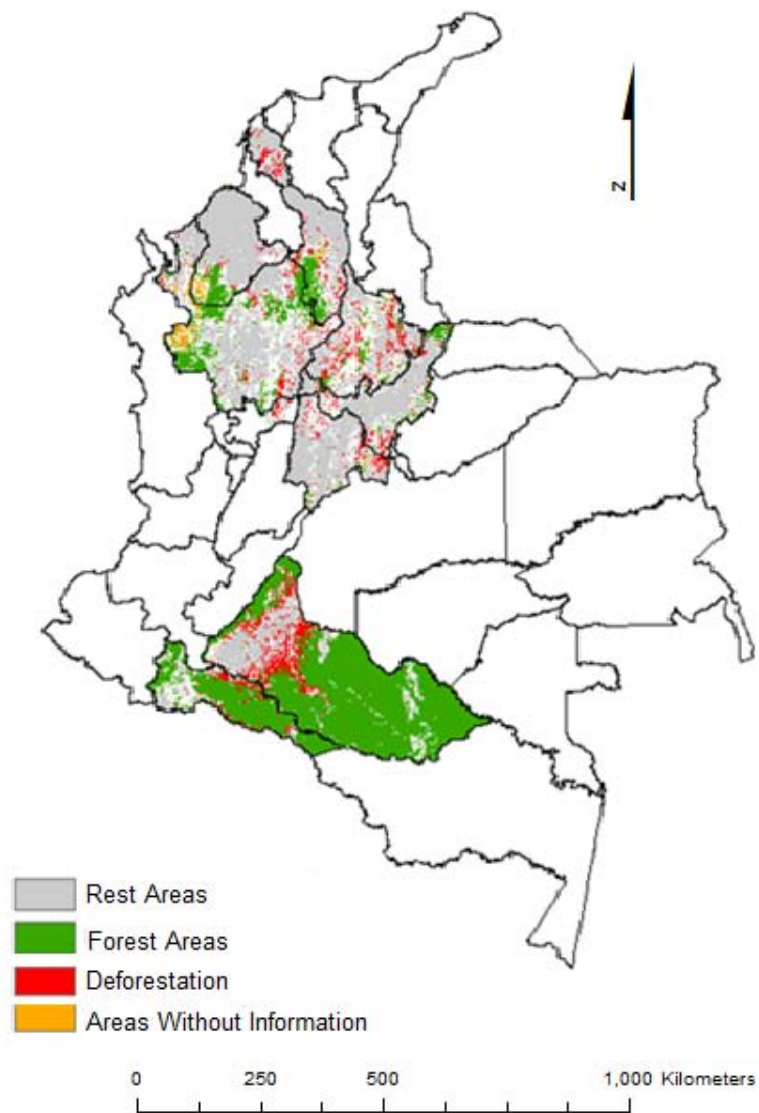 N
Rest Areas
Forest Areas
Deforestation
Areas Without Information
0 250 500 1,000 Kilometers